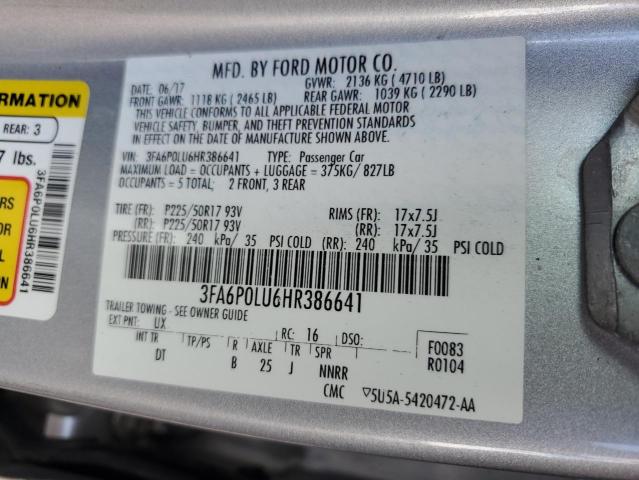 MFD. BY FORD MOTOR CO.
DATE: 06/17 GVWR: 2136 KG ( 4710 LB)
FRONT GAWR: 1118 KG ( 2465 LB) REAR GAWR: 1039 KG ( 2290 LB)
THIS VEHICLE CONFORMS TO ALL APPLICABLE FEDERAL MOTOR
VEHICLE SAFETY, BUMPER, AND THEFT PREVENTION STANDARDS
IN EFFECT ON THE DATE OF MANUFACTURE SHOWN ABOVE.
VIN: 3FA6P0LU6HR386641 TYPE: Passenger Car
MAXIMUM LOAD = OCCUPANTS + LUGGAGE = 375KG/ 827LB
OCCUPANTS = 5 TOTAL: 2 FRONT, 3 REAR
TIRE (FR): P225/50R17 93V RIMS (FR): 17x7.5J
(RR): P225/50R17 93V (RR): 17x7.5J
PRESSURE (FR): 240 kPa/ 35 PSI COLD (RR): 240 kPa/ 35 PSI COLD
3FA6P0LU6HR386641
TRAILER TOWING - SEE OWNER GUIDE
EXT PNT: UX RC: 16 DSO: F0083
INT TR TP/PS R AXLE TR SPR R0104
DT B 25 J NNRR
CMC ▽5U5A-5420472-AA
ORMATION
REAR: 3
7 lbs.
3FA6P0LU6HR386641